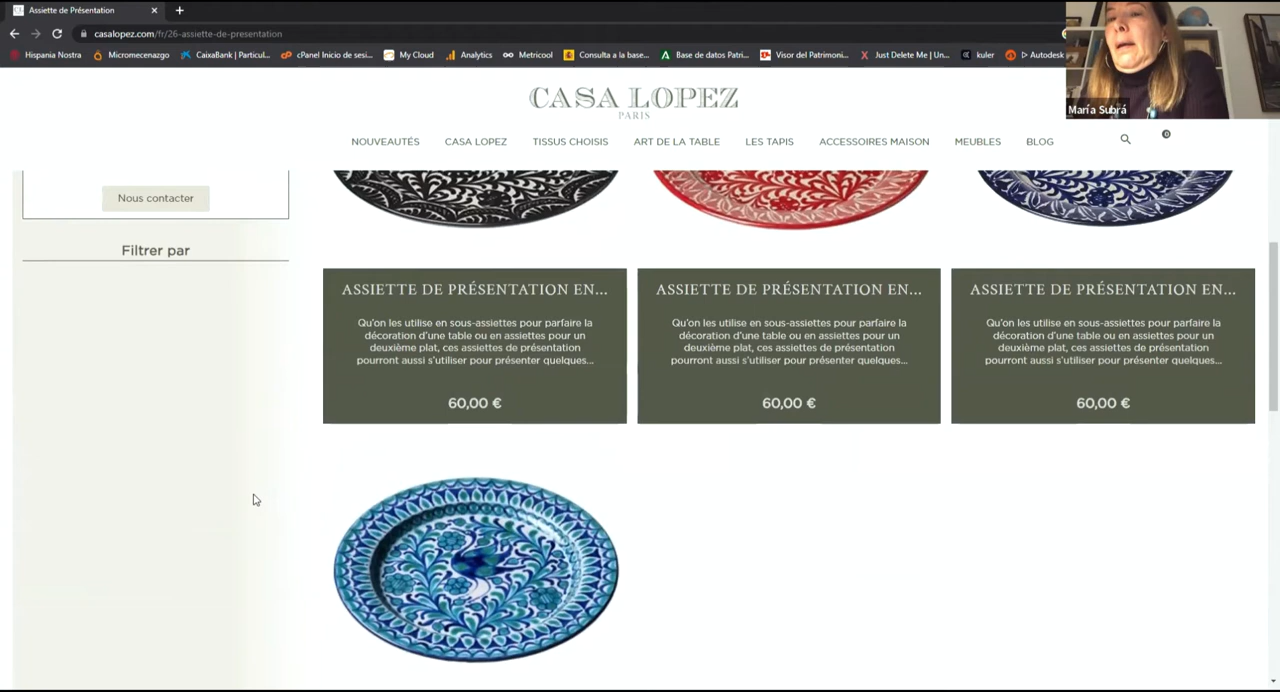 Assiette de Présentation
casalopez.com/fr/26-assiette-de-presentation
Hispania Nostra
Micromecenazgo
CaixaBank | Particul...
cPanel Inicio de sesi...
My Cloud
Analytics
Metricool
Consulta a la base...
Base de datos Patri...
Visor del Patrimoni...
Just Delete Me | Un...
kuler
Autodesk
María Subrá
CASA LOPEZ
PARIS
NOUVEAUTÉS CASA LOPEZ TISSUS CHOISIS ART DE LA TABLE LES TAPIS ACCESSOIRES MAISON MEUBLES BLOG
0
Nous contacter
Filtrer par
ASSIETTE DE PRÉSENTATION EN...
Qu'on les utilise en sous-assiettes pour parfaire la
décoration d'une table ou en assiettes pour un
deuxième plat, ces assiettes de présentation
pourront aussi s'utiliser pour présenter quelques...
60,00 €
ASSIETTE DE PRÉSENTATION EN...
Qu'on les utilise en sous-assiettes pour parfaire la
décoration d'une table ou en assiettes pour un
deuxième plat, ces assiettes de présentation
pourront aussi s'utiliser pour présenter quelques...
60,00 €
ASSIETTE DE PRÉSENTATION EN...
Qu'on les utilise en sous-assiettes pour parfaire la
décoration d'une table ou en assiettes pour un
deuxième plat, ces assiettes de présentation
pourront aussi s'utiliser pour présenter quelques...
60,00 €